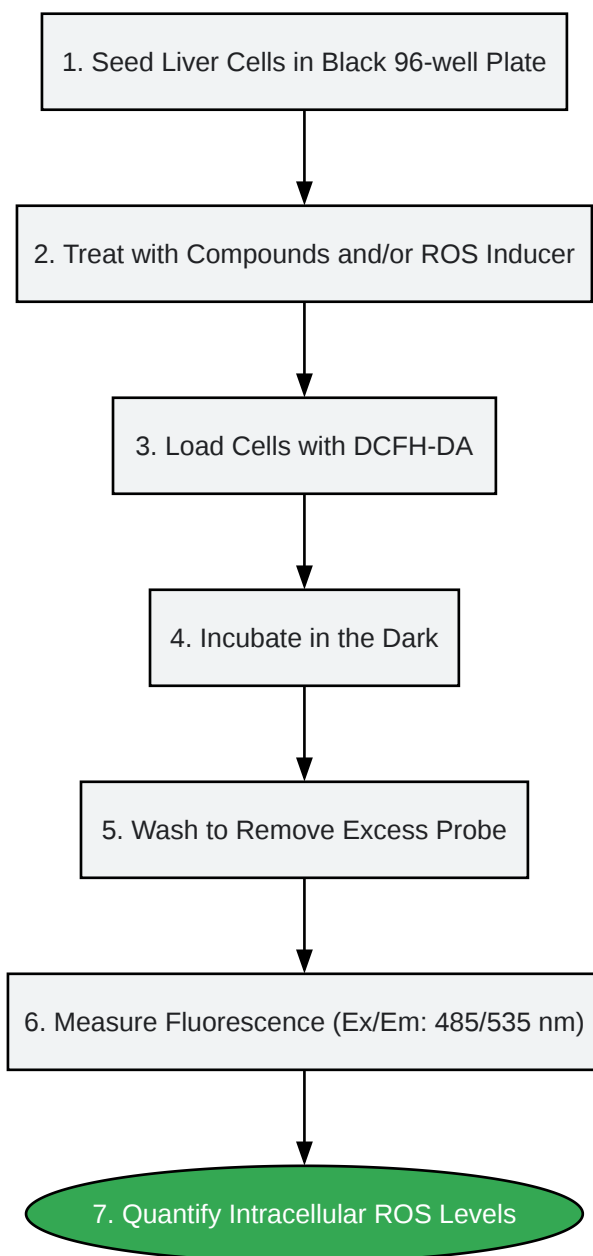 1. Seed Liver Cells in Black 96-well Plate
2. Treat with Compounds and/or ROS Inducer
3. Load Cells with DCFH-DA
4. Incubate in the Dark
5. Wash to Remove Excess Probe
6. Measure Fluorescence (Ex/Em: 485/535 nm)
7. Quantify Intracellular ROS Levels